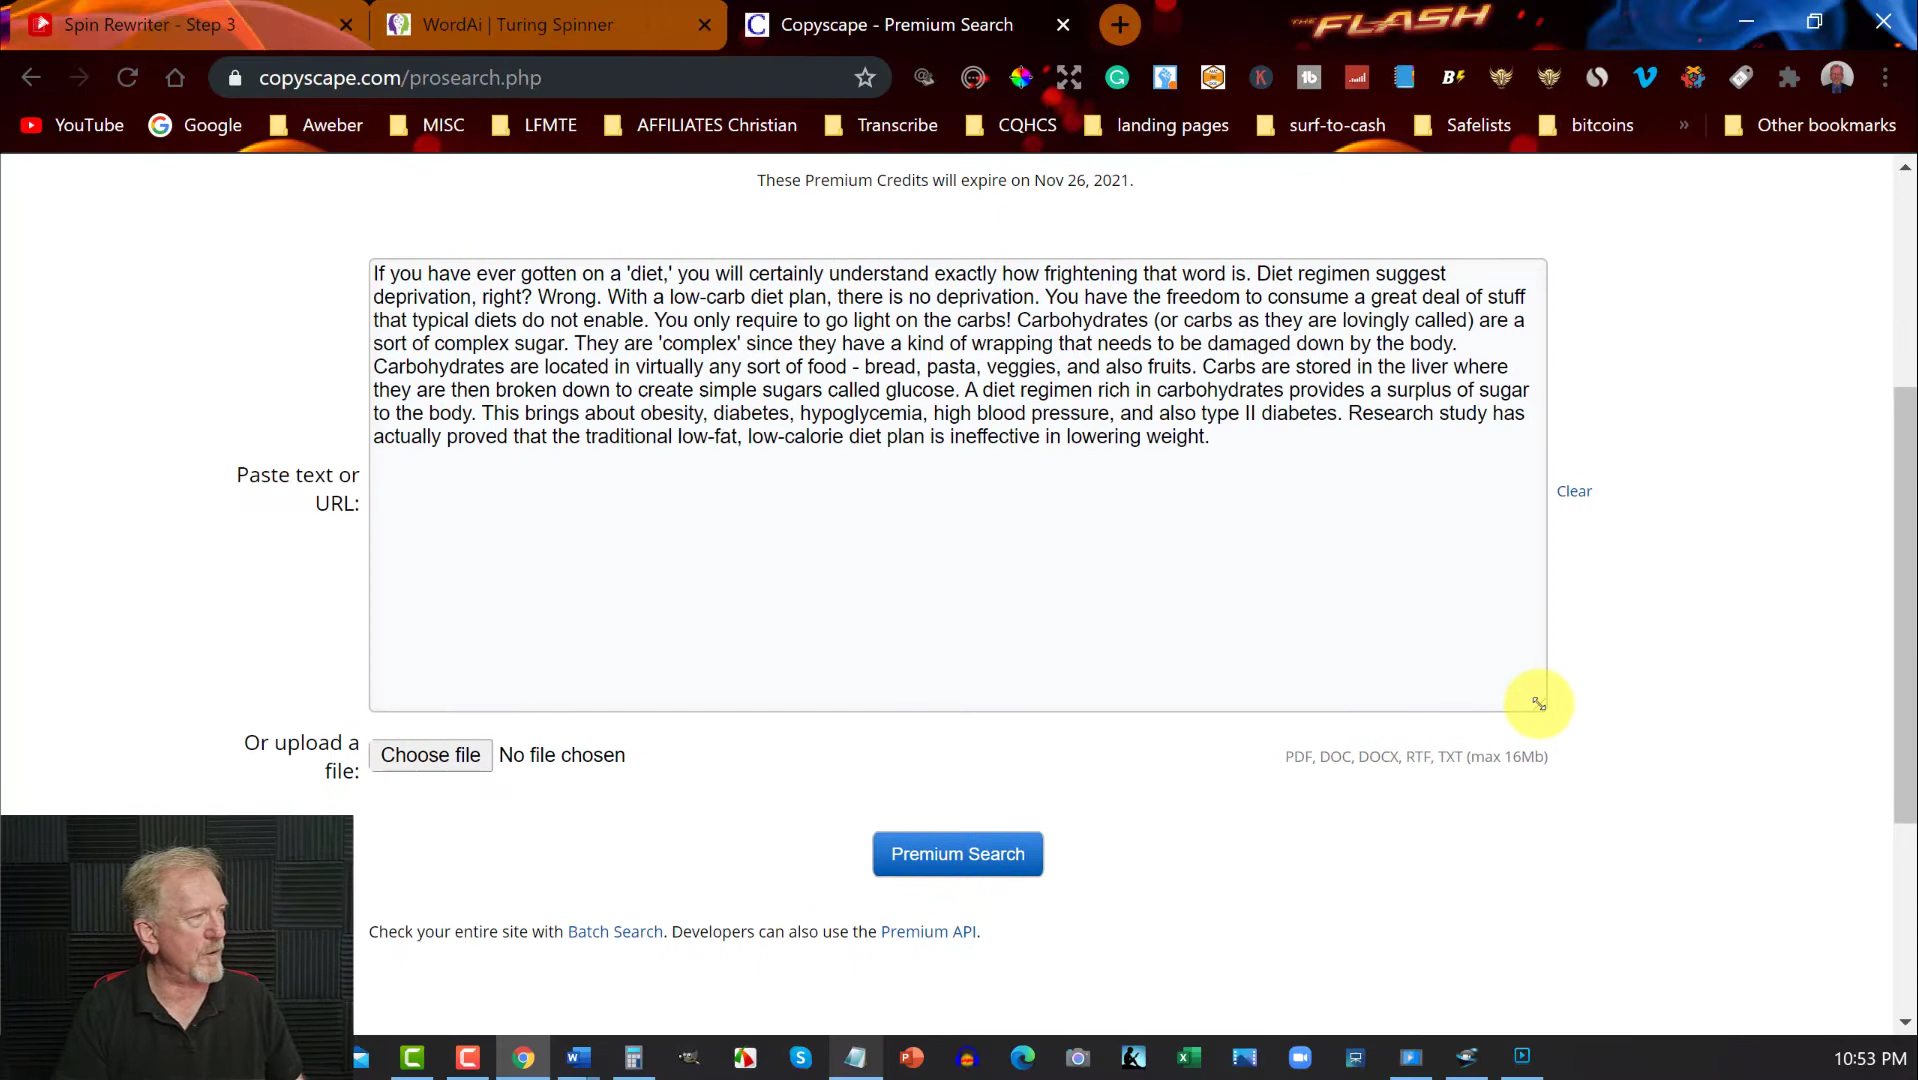 Spin Rewriter - Step 3
WordAi | Turing Spinner
Copyscape - Premium Search
THE FLASH
copyscape.com/prosearch.php
YouTube
Google
Aweber
MISC
LFMTE
AFFILIATES Christian
Transcribe
CQHCS
landing pages
surf-to-cash
Safelists
bitcoins
»
Other bookmarks
These Premium Credits will expire on Nov 26, 2021.
If you have ever gotten on a 'diet,' you will certainly understand exactly how frightening that word is. Diet regimen suggest
deprivation, right? Wrong. With a low-carb diet plan, there is no deprivation. You have the freedom to consume a great deal of stuff
that typical diets do not enable. You only require to go light on the carbs! Carbohydrates (or carbs as they are lovingly called) are a
sort of complex sugar. They are 'complex' since they have a kind of wrapping that needs to be damaged down by the body.
Carbohydrates are located in virtually any sort of food - bread, pasta, veggies, and also fruits. Carbs are stored in the liver where
they are then broken down to create simple sugars called glucose. A diet regimen rich in carbohydrates provides a surplus of sugar
to the body. This brings about obesity, diabetes, hypoglycemia, high blood pressure, and also type II diabetes. Research study has
actually proved that the traditional low-fat, low-calorie diet plan is ineffective in lowering weight.
Paste text or
URL:
Clear
Or upload a
file:
Choose file No file chosen
PDF, DOC, DOCX, RTF, TXT (max 16Mb)
Premium Search
Check your entire site with Batch Search. Developers can also use the Premium API.
10:53 PM